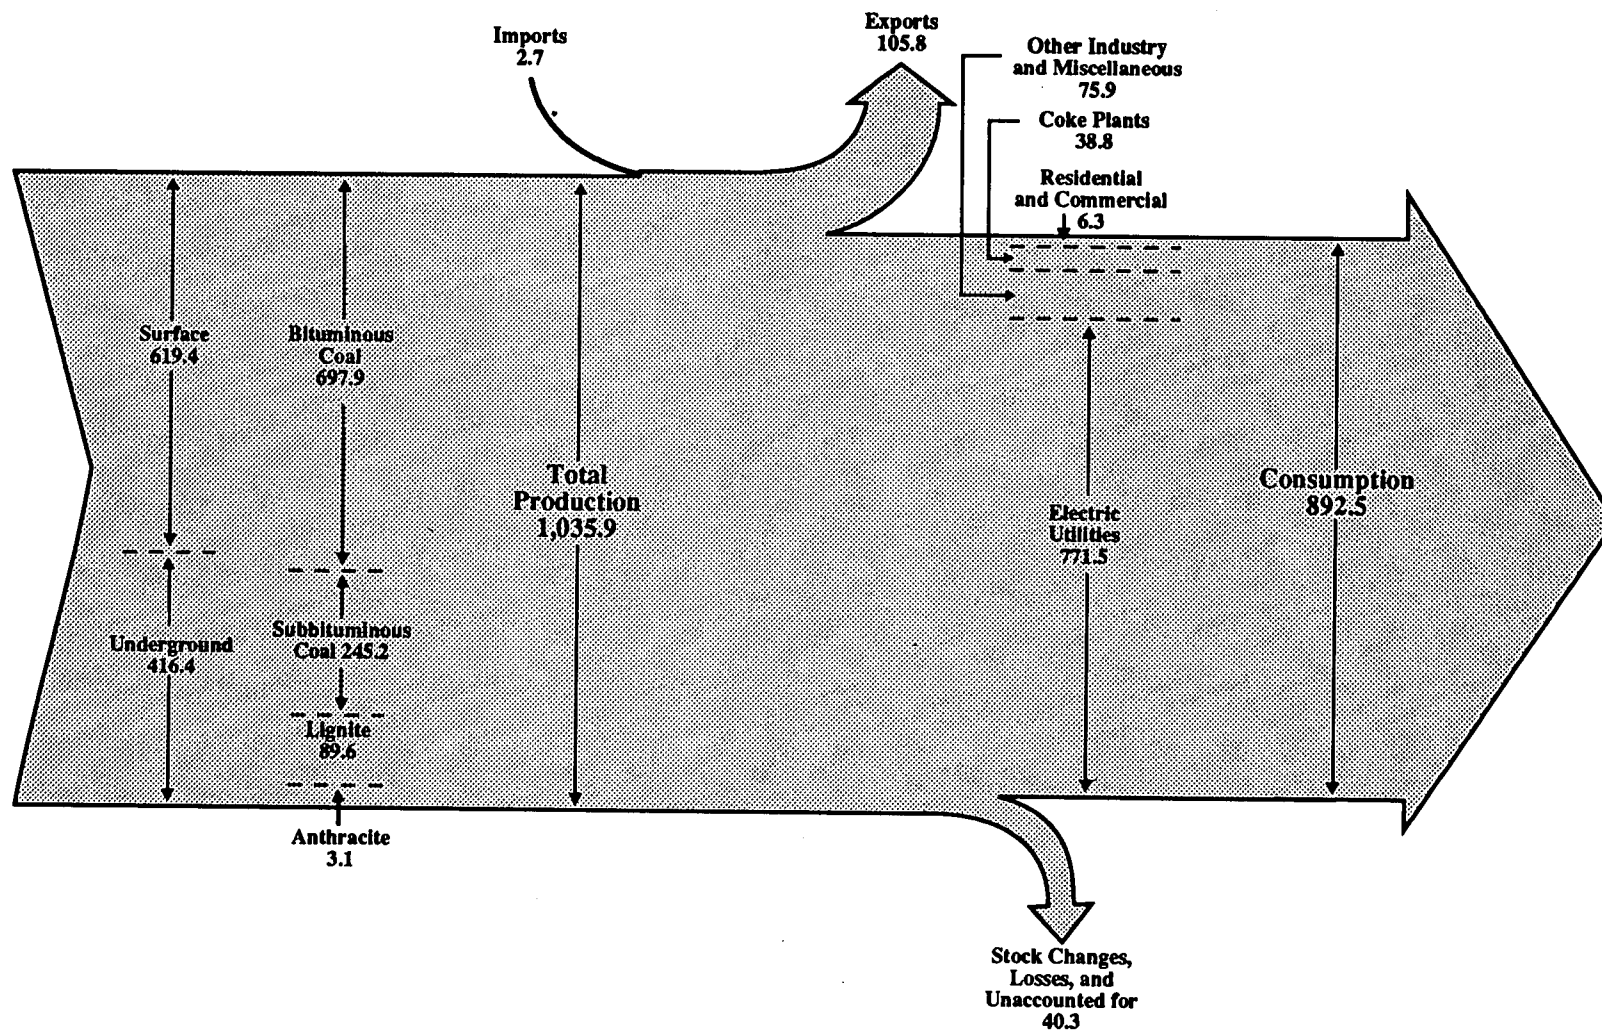 Imports
2.7
Exports
105.8
Other Industry
and Miscellaneous
75.9
Coke Plants
38.8
Residential
and Commercial
6.3
Surface
619.4
Bituminous
Coal
697.9
Total
Production
1,035.9
Consumption
892.5
Electric
Utilities
771.5
Underground
416.4
Subbituminous
Coal 245.2
Lignite
89.6
Anthracite
3.1
Stock Changes,
Losses, and
Unaccounted for
40.3